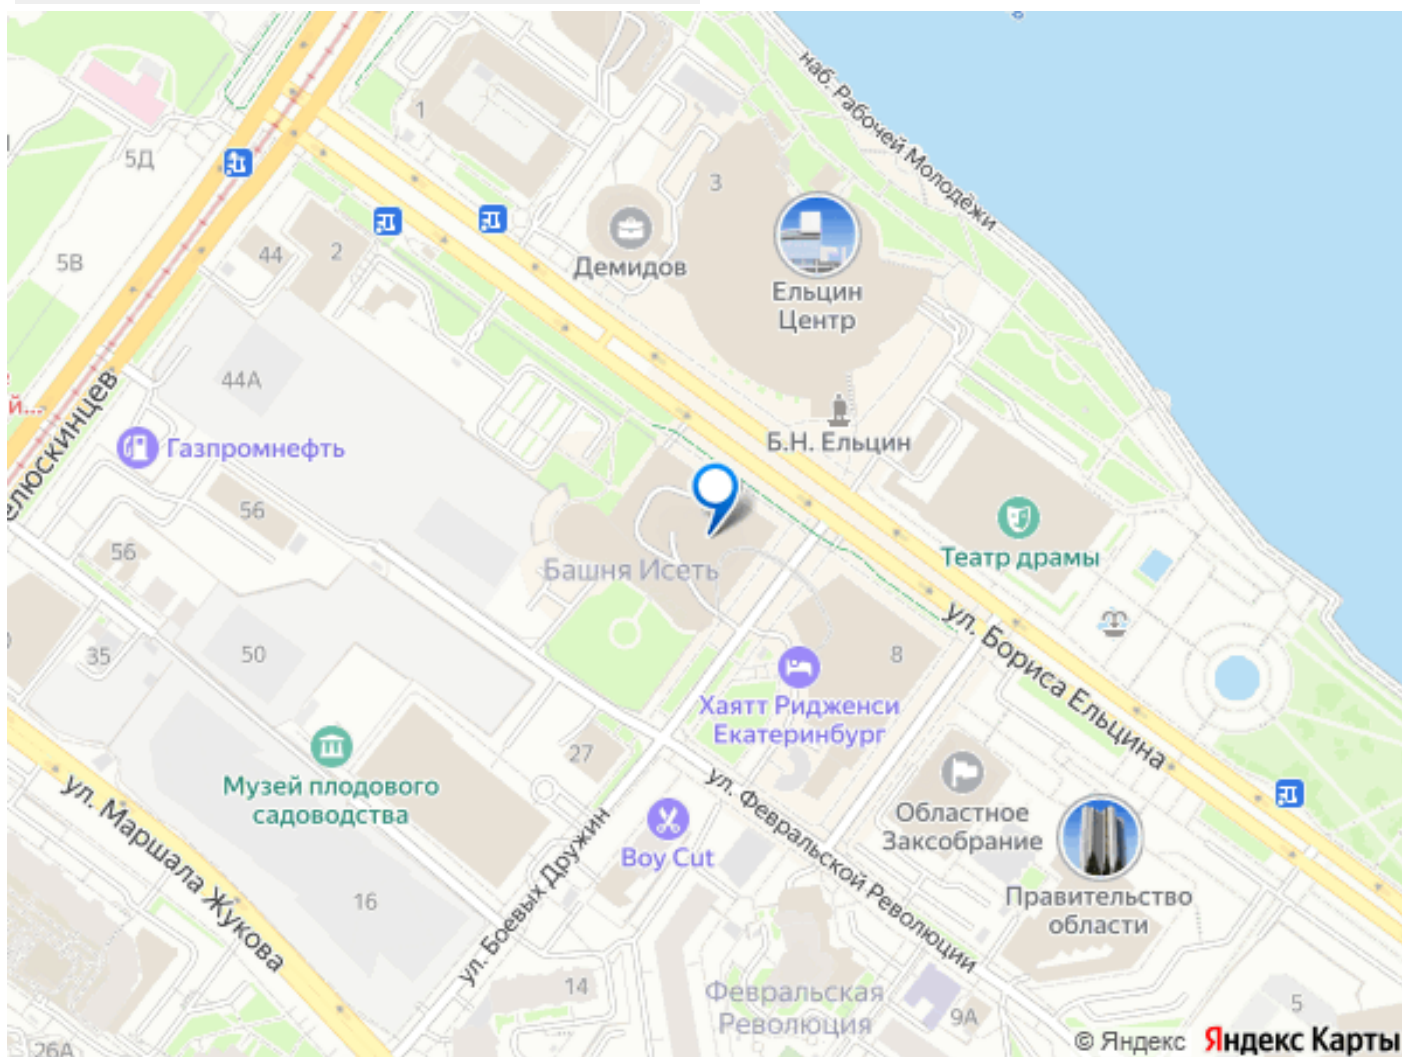 наб. Рабочей Молодёжи
1
5Д
3
5В
44
2
Демидов
Ельцин
Центр
44А
й...
елюскинцев
Газпромнефть
Б.Н. Ельцин
56
56
Башня Исеть
Театр драмы
ул. Бориса Ельцина
35
50
8
Хаятт Ридженси
Екатеринбург
27
Музей плодового
садоводства
ул. Маршала Жукова
ул. Февральской Революции
Областное
Заксобрание
Boy Cut
ул. Боевых Дружин
16
Правительство
области
14
Февральская
Революция
9А
5
26А
© Яндекс Яндекс Карты